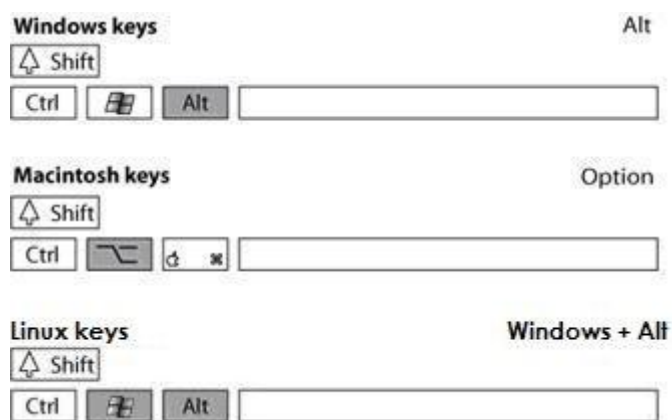 Windows keys Alt
Shift
Ctrl Alt
Macintosh keys Option
Shift
Ctrl
Linux keys Windows + Alt
Shift
Ctrl Alt